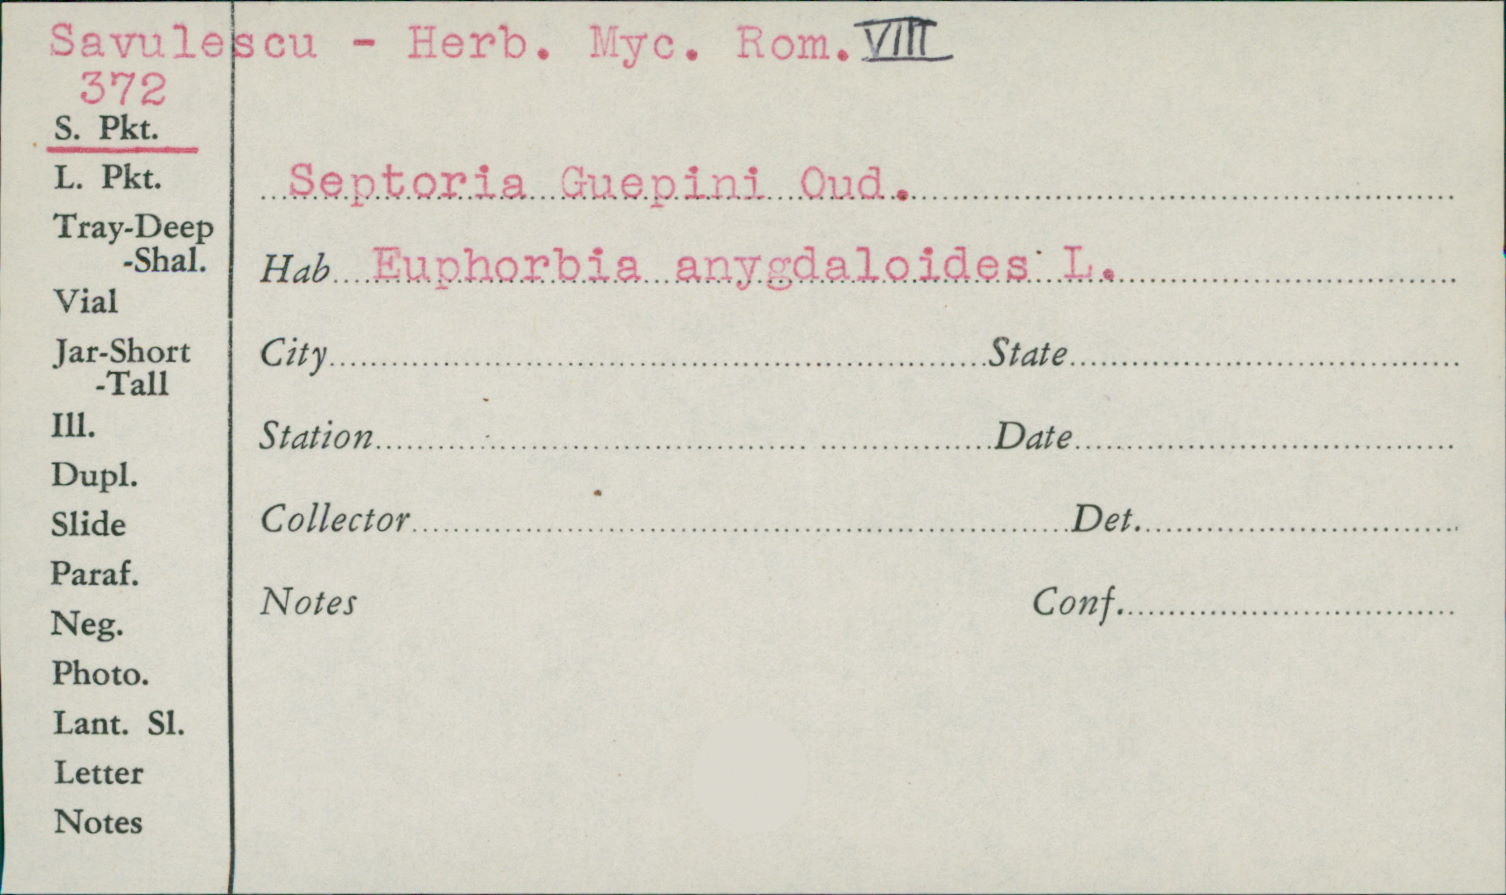 Savulescu - Herb. Myc. Rom. VIII
372
S. Pkt.
L. Pkt.
Tray-Deep
-Shal.
Vial
Jar-Short
-Tall
Ill.
Dupl.
Slide
Paraf.
Neg.
Photo.
Lant. Sl.
Letter
Notes
Septoria Guepini Oud.
Hab Euphorbia anygdaloides L.
City State
Station Date
Collector Det.
Notes Conf.